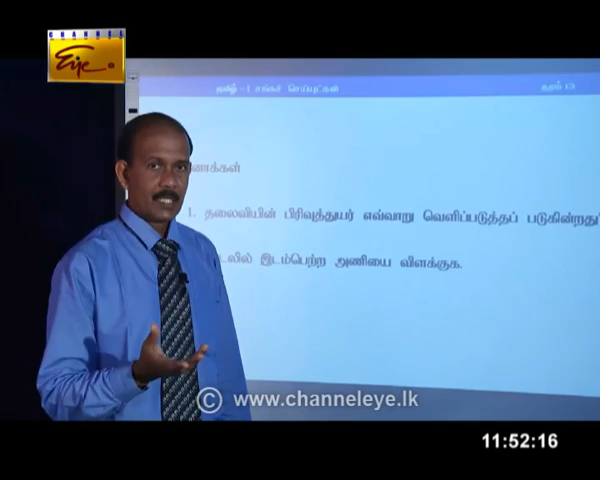 CHANNEL
Eye
தமிழ் - I சங்கச் செய்யுட்கள்
தரம் 13
னாக்கள்
1. தலைவியின் பிரிவுத்துயர் எவ்வாறு வெளிப்படுத்தப் படுகின்றது?
டலில் இடம்பெற்ற அணியை விளக்குக.
© www.channeleye.lk
11:52:16